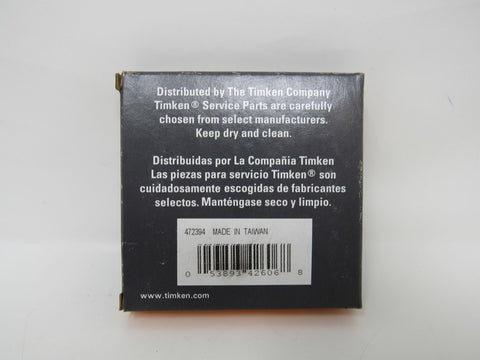 Distributed by The Timken Company
Timken® Service Parts are carefully
chosen from select manufacturers.
Keep dry and clean.
Distribuidas por La Compañia Timken
Las piezas para servicio Timken® son
cuidadosamente escogidas de fabricantes
selectos. Manténgase seco y limpio.
472394 MADE IN TAIWAN
0 53893 42606 8
www.timken.com